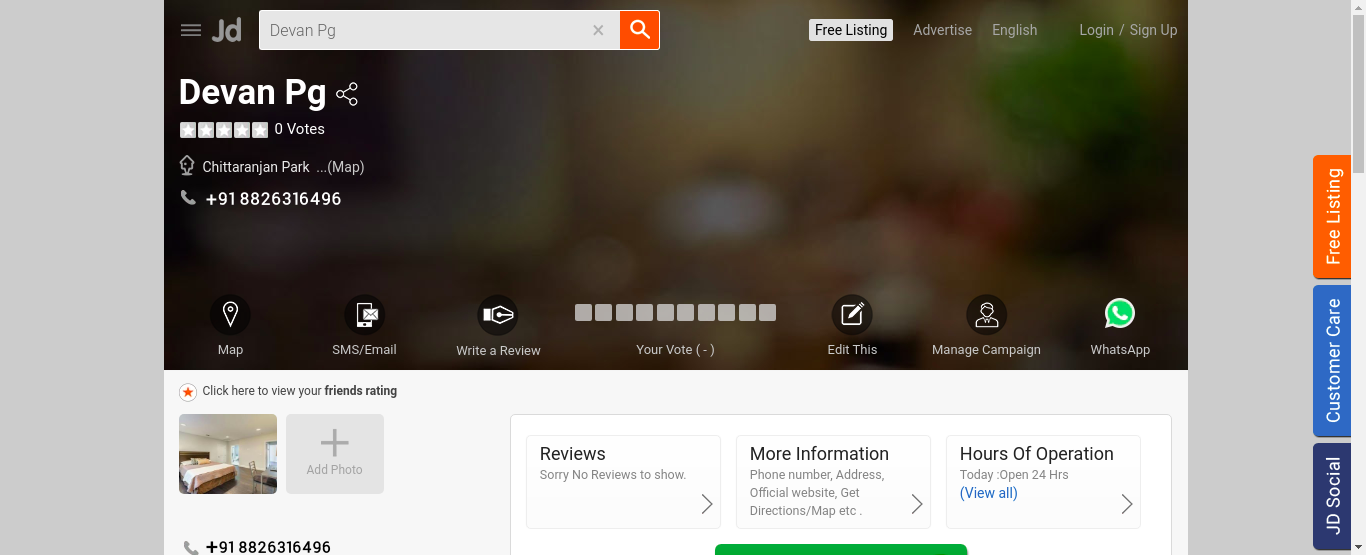 Jd
Devan Pg
Free Listing
Advertise
English
Login / Sign Up
Devan Pg
0 Votes
Chittaranjan Park ...(Map)
+91 8826316496
Map
SMS/Email
Write a Review
Your Vote ( - )
Edit This
Manage Campaign
WhatsApp
Click here to view your friends rating
Add Photo
+91 8826316496
Reviews
Sorry No Reviews to show.
More Information
Phone number, Address,
Official website, Get
Directions/Map etc .
Hours Of Operation
Today :Open 24 Hrs
(View all)
Free Listing
Customer Care
JD Social